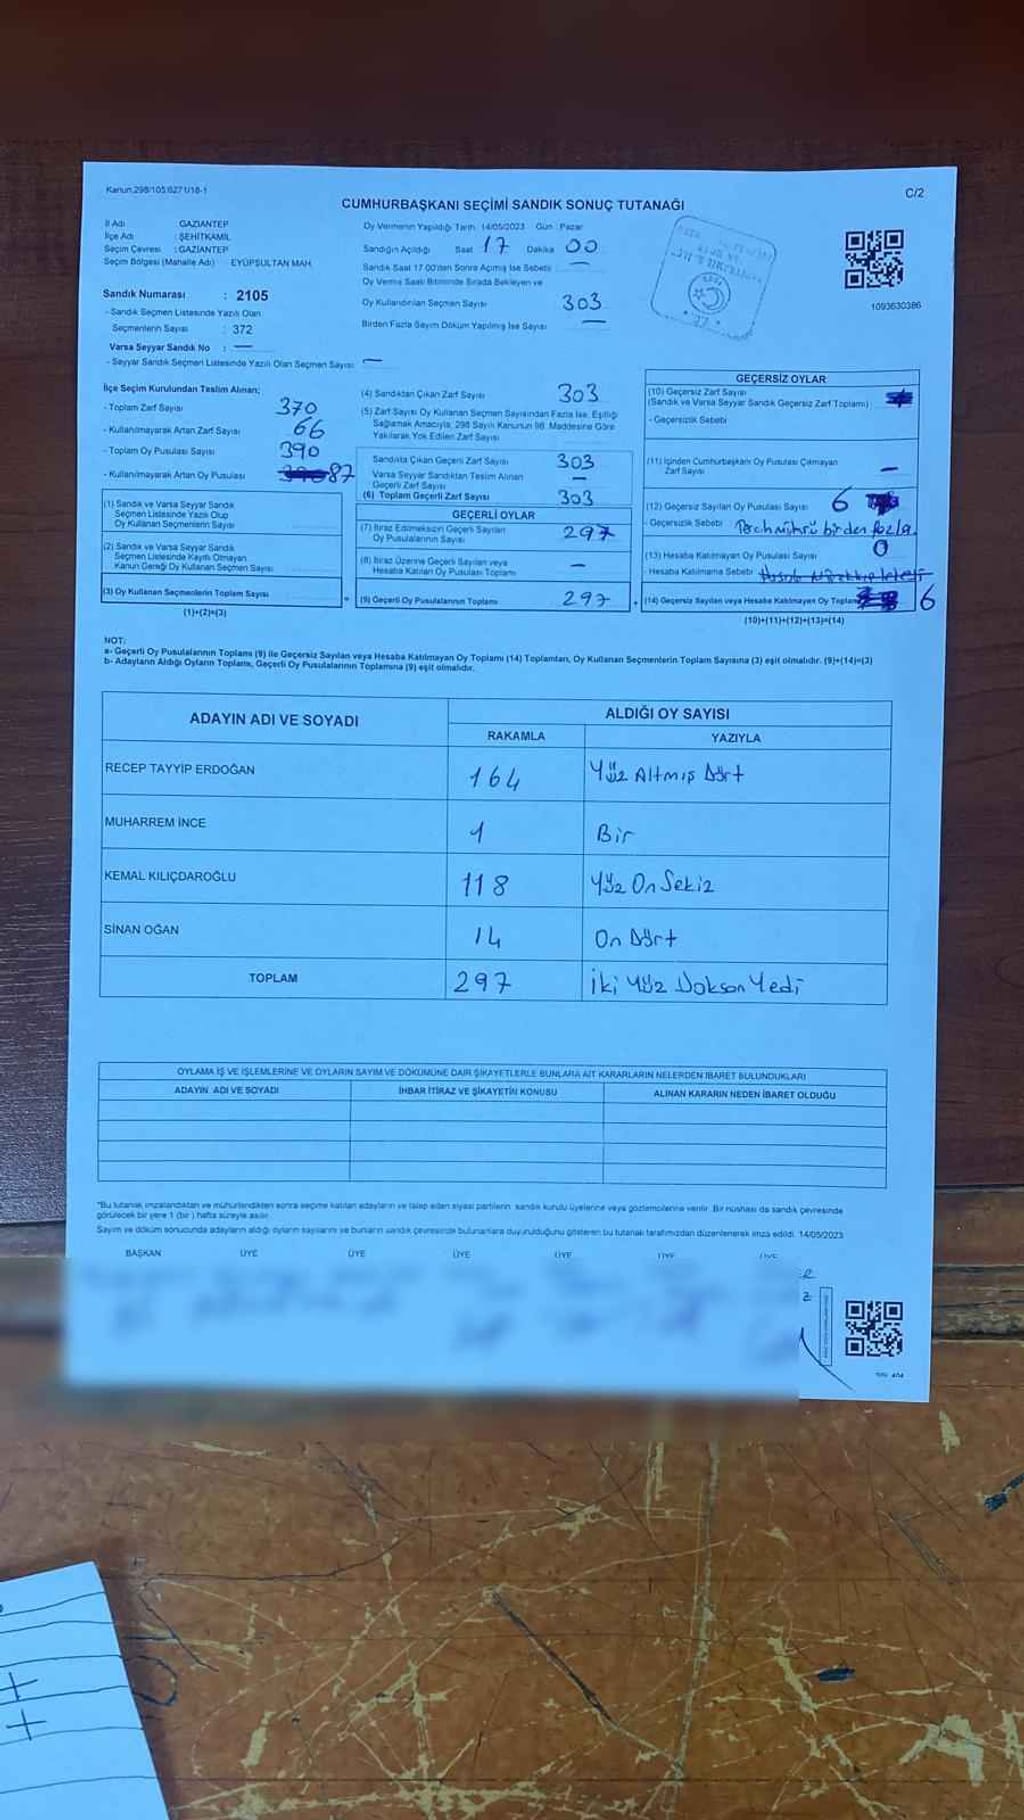 Kanun.298/105.0271/16-1
C/2
CUMHURBAŞKANI SEÇİMİ SANDIK SONUÇ TUTANAĞI
İl Adı : GAZİANTEP
İlçe Adı : ŞEHİTKAMİL
Seçim Çevresi : GAZİANTEP
Seçim Bölgesi (Mahalle Adı) : EYÜPSULTAN MAH.
Sandık Numarası : 2105
- Sandık Seçmen Listesinde Yazılı Olan
Seçmenlerin Sayısı : 372
Varsa Seyyar Sandık No : —
- Seyyar Sandık Seçmen Listesinde Yazılı Olan Seçmen Sayısı : —
Oy Vermenin Yapıldığı Tarih: 14/05/2023 Gün : Pazar
Sandığın Açıldığı Saat 17 Dakika 00
Sandık Saat 17.00'den Sonra Açılmış İse Sebebi : —
Oy Verme Saati Bitiminde Sırada Bekleyen ve
Oy Kullandırılan Seçmen Sayısı 303
Birden Fazla Sayım Döküm Yapılmış İse Sayısı —
1093630386
İlçe Seçim Kurulundan Teslim Alınan;
- Toplam Zarf Sayısı 370
- Kullanılmayarak Artan Zarf Sayısı 66
- Toplam Oy Pusulası Sayısı 390
- Kullanılmayarak Artan Oy Pusulası 87
(1) Sandık ve Varsa Seyyar Sandık
Seçmen Listesinde Yazılı Olup
Oy Kullanan Seçmenlerin Sayısı
(2) Sandık ve Varsa Seyyar Sandık
Seçmen Listesinde Kayıtlı Olmayan
Kanun Gereği Oy Kullanan Seçmen Sayısı
(3) Oy Kullanan Seçmenlerin Toplam Sayısı
(1)+(2)=(3)
(4) Sandıktan Çıkan Zarf Sayısı 303
(5) Zarf Sayısı Oy Kullanan Seçmen Sayısından Fazla İse, Eşitliği
Sağlamak Amacıyla, 298 Sayılı Kanunun 98. Maddesine Göre
Yakılarak Yok Edilen Zarf Sayısı
Sandıkta Çıkan Geçerli Zarf Sayısı 303
Varsa Seyyar Sandıktan Teslim Alınan
Geçerli Zarf Sayısı —
(6) Toplam Geçerli Zarf Sayısı 303
GEÇERLİ OYLAR
(7) İtiraz Edilmeksizin Geçerli Sayılan
Oy Pusulalarının Sayısı 297
(8) İtiraz Üzerine Geçerli Sayılan veya
Hesaba Katılan Oy Pusulası Toplamı —
(9) Geçerli Oy Pusulalarının Toplamı 297
GEÇERSİZ OYLAR
(10) Geçersiz Zarf Sayısı
(Sandık ve Varsa Seyyar Sandık Geçersiz Zarf Toplamı)
- Geçersizlik Sebebi
(11) İçinden Cumhurbaşkanı Oy Pusulası Çıkmayan
Zarf Sayısı —
(12) Geçersiz Sayılan Oy Pusulası Sayısı 6
- Geçersizlik Sebebi Tercih mührü birden fazla.
(13) Hesaba Katılmayan Oy Pusulası Sayısı 0
- Hesaba Katılmama Sebebi
(14) Geçersiz Sayılan veya Hesaba Katılmayan Oy Toplamı 6
(10)+(11)+(12)+(13)=(14)
NOT:
a- Geçerli Oy Pusulalarının Toplamı (9) ile Geçersiz Sayılan veya Hesaba Katılmayan Oy Toplamı (14) Toplamları, Oy Kullanan Seçmenlerin Toplam Sayısına (3) eşit olmalıdır. (9)+(14)=(3)
b- Adayların Aldığı Oyların Toplamı, Geçerli Oy Pusulalarının Toplamına (9) eşit olmalıdır.
ADAYIN ADI VE SOYADI
ALDIĞI OY SAYISI
RAKAMLA YAZIYLA
RECEP TAYYİP ERDOĞAN 164 Yüz Altmış Dört
MUHARREM İNCE 1 Bir
KEMAL KILIÇDAROĞLU 118 Yüz On Sekiz
SİNAN OĞAN 14 On Dört
TOPLAM 297 İki Yüz Doksan Yedi
OYLAMA İŞ VE İŞLEMLERİNE VE OYLARIN SAYIM VE DÖKÜMÜNE DAİR ŞİKAYETLERLE BUNLARA AİT KARARLARIN NELERDEN İBARET BULUNDUKLARI
ADAYIN ADI VE SOYADI İHBAR İTİRAZ VE ŞİKAYETİN KONUSU ALINAN KARARIN NEDEN İBARET OLDUĞU
*Bu tutanak imzalandıktan ve mühürlendikten sonra seçime katılan adayların ve talep eden siyasi partilerin sandık kurulu üyelerine veya gözlemcilerine verilir. Bir nüshası da sandık çevresinde
görülecek bir yere 1 (bir) hafta süreyle asılır.
Sayım ve döküm sonucunda adayların aldığı oyların sayılarını ve bunların sandık çevresinde bulunanlara duyurulduğunu gösteren bu tutanak tarafımızdan düzenlenerek imza edildi. 14/05/2023
BAŞKAN ÜYE ÜYE ÜYE ÜYE ÜYE ÜYE